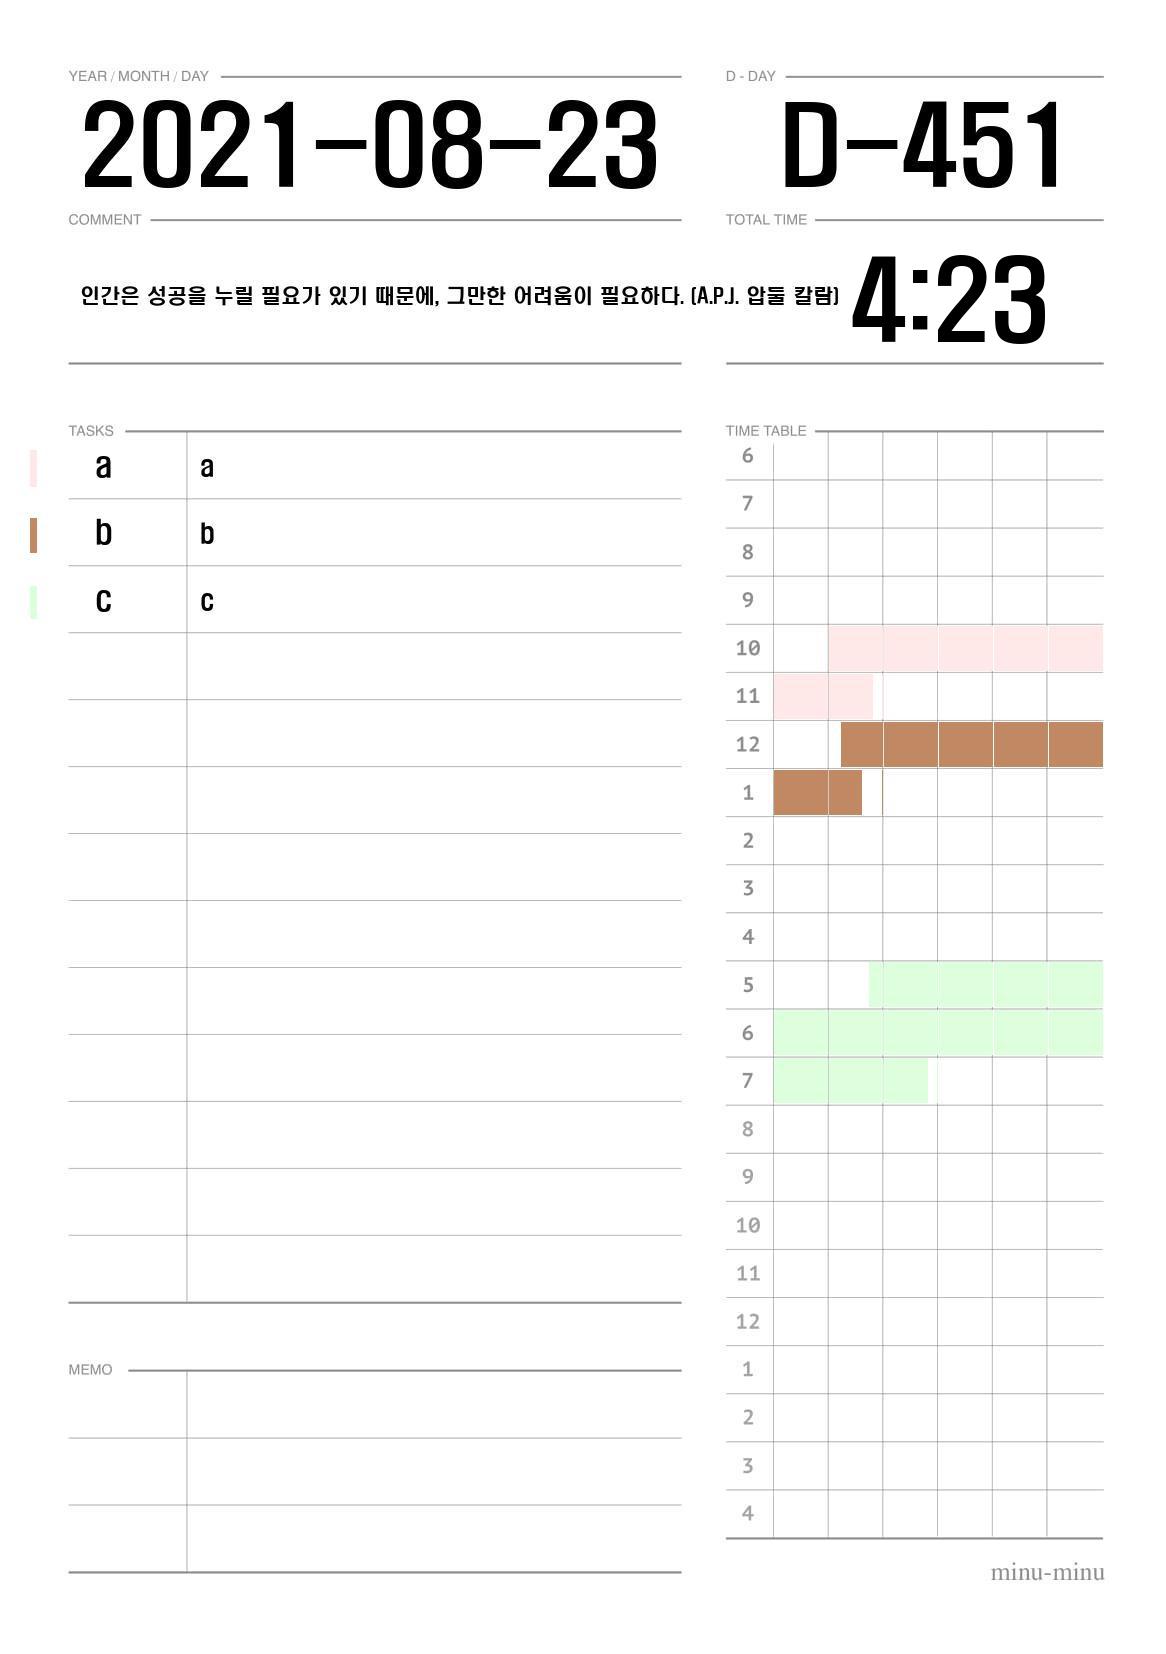 YEAR / MONTH / DAY
2021-08-23
D - DAY
D-451
COMMENT
인간은 성공을 누릴 필요가 있기 때문에, 그만한 어려움이 필요하다. (A.P.J. 압둘 칼람)
TOTAL TIME
4:23
TASKS
a a
b b
c c
TIME TABLE
6
7
8
9
10
11
12
1
2
3
4
5
6
7
8
9
10
11
12
1
2
3
4
MEMO
minu-minu